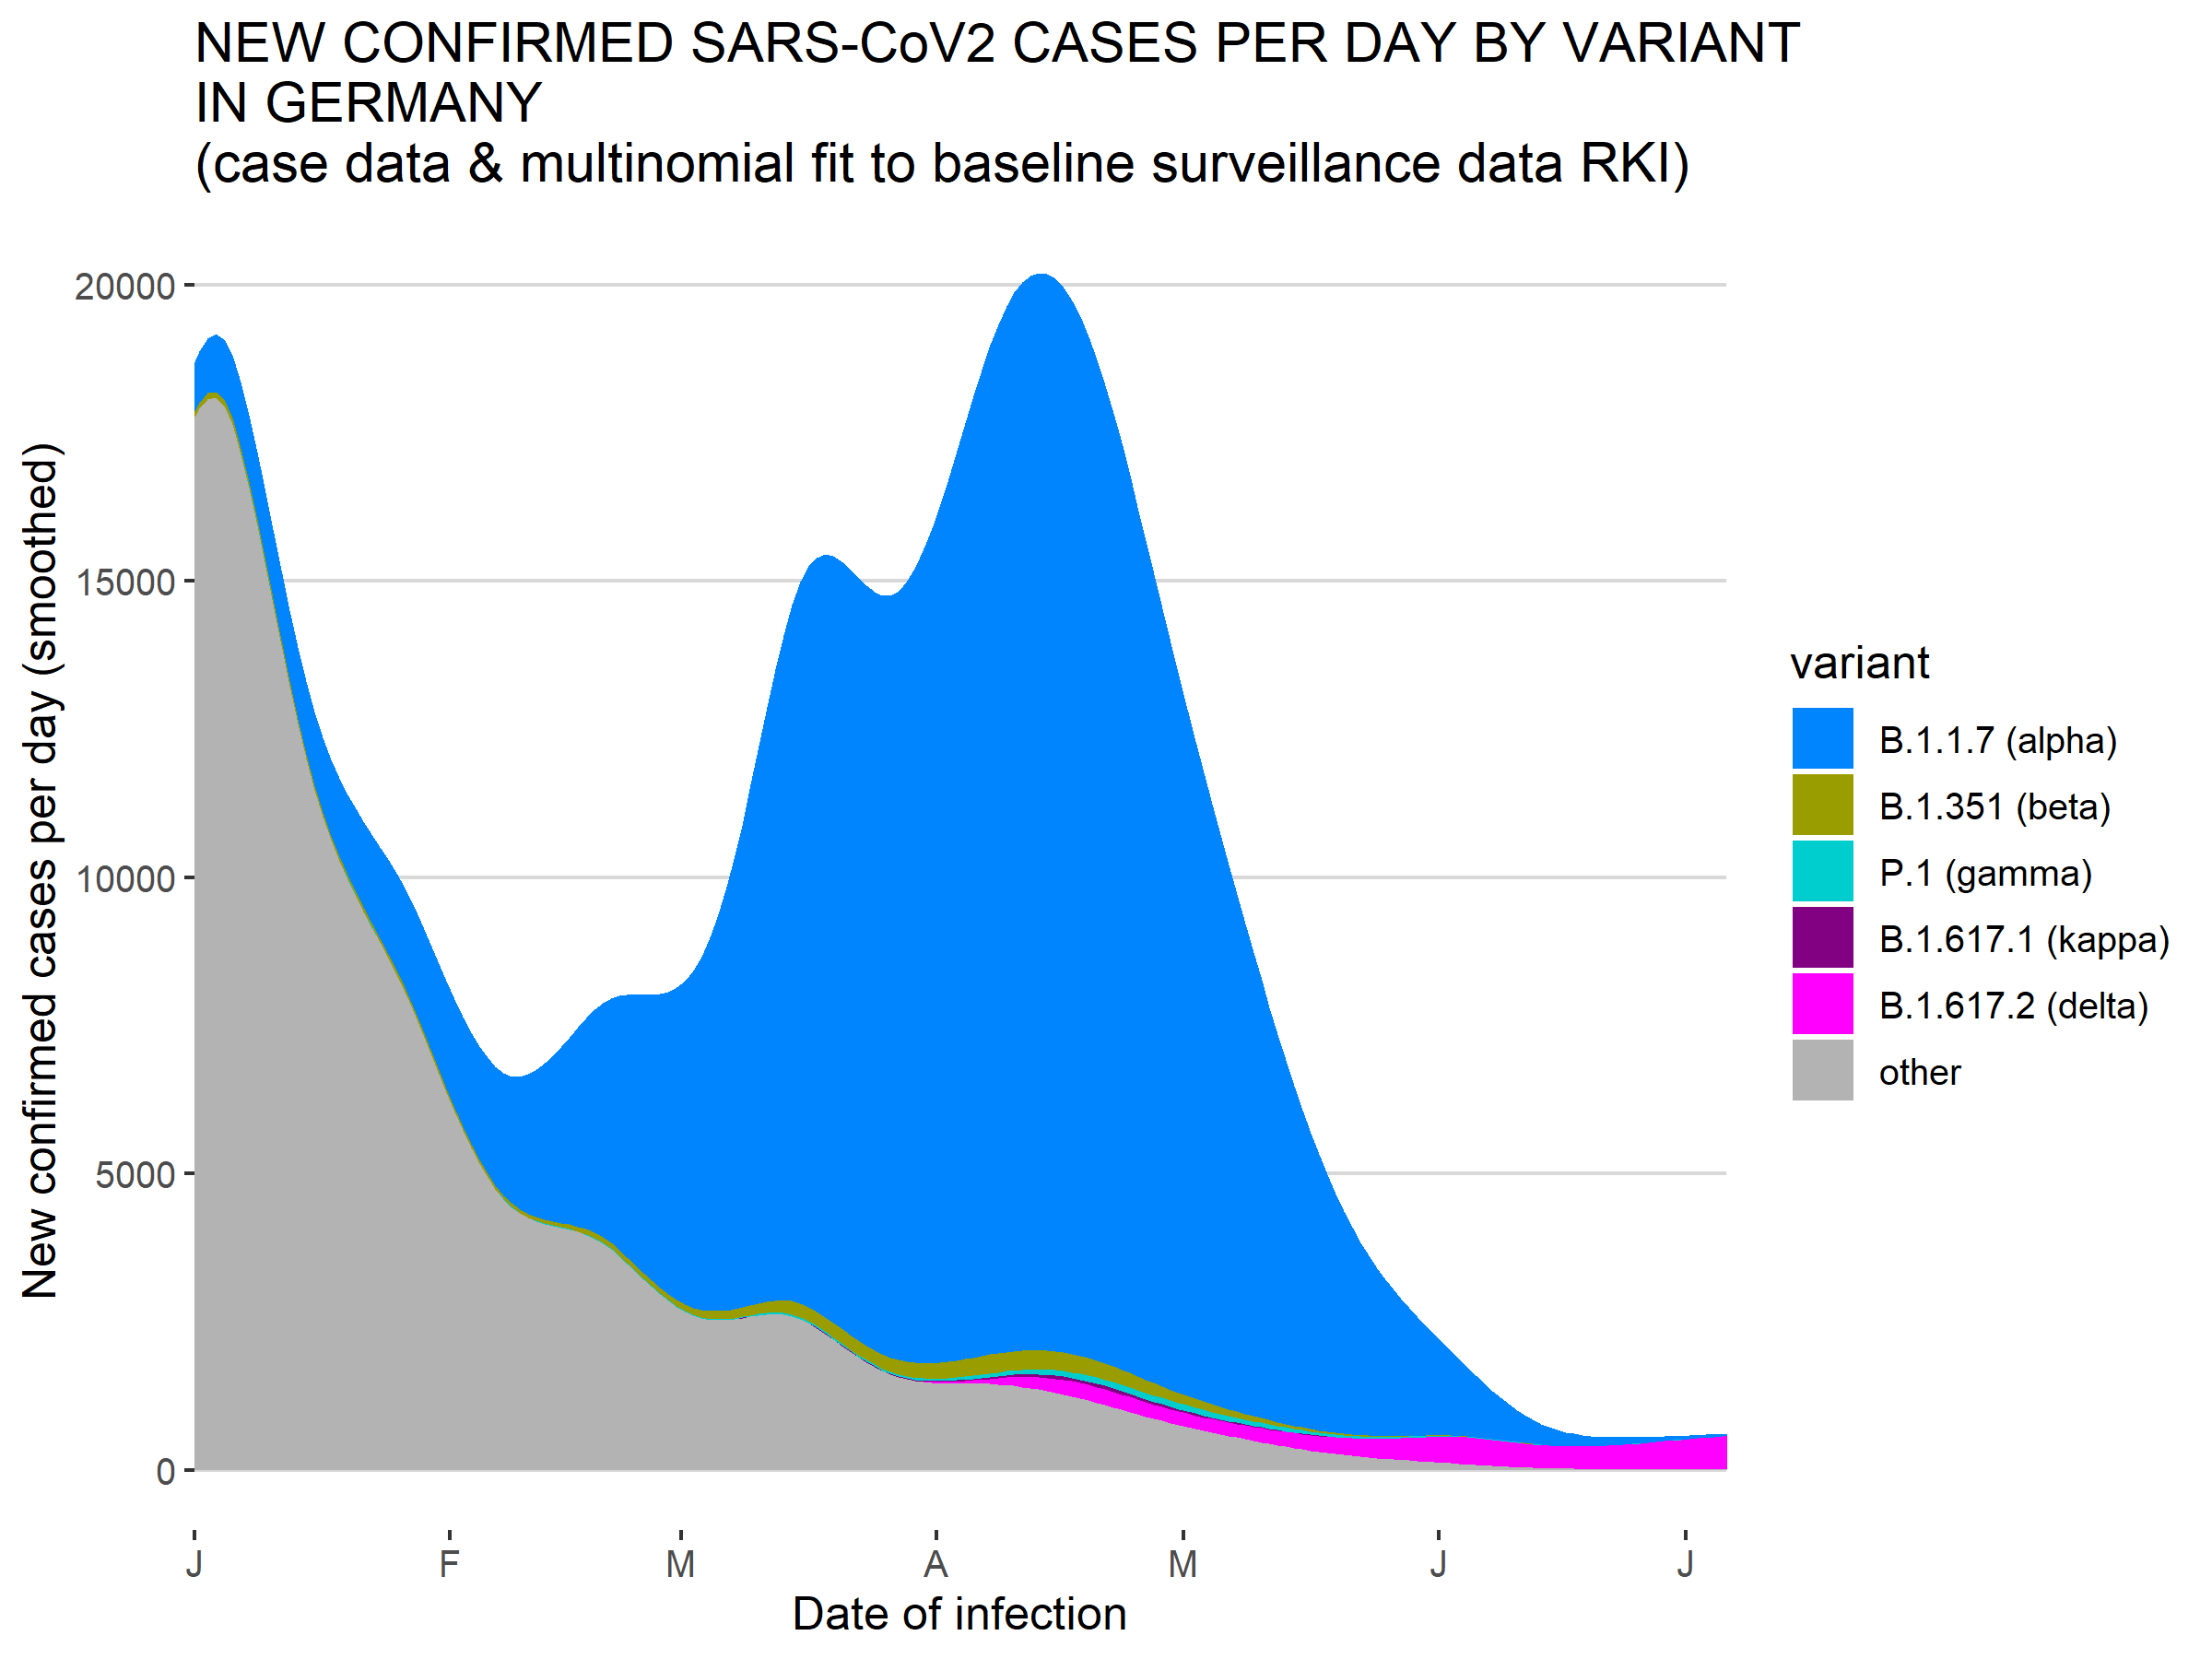 NEW CONFIRMED SARS-CoV2 CASES PER DAY BY VARIANT
IN GERMANY
(case data & multinomial fit to baseline surveillance data RKI)
New confirmed cases per day (smoothed)
20000
15000
10000
5000
0
J F M A M J J
Date of infection
variant
B.1.1.7 (alpha)
B.1.351 (beta)
P.1 (gamma)
B.1.617.1 (kappa)
B.1.617.2 (delta)
other